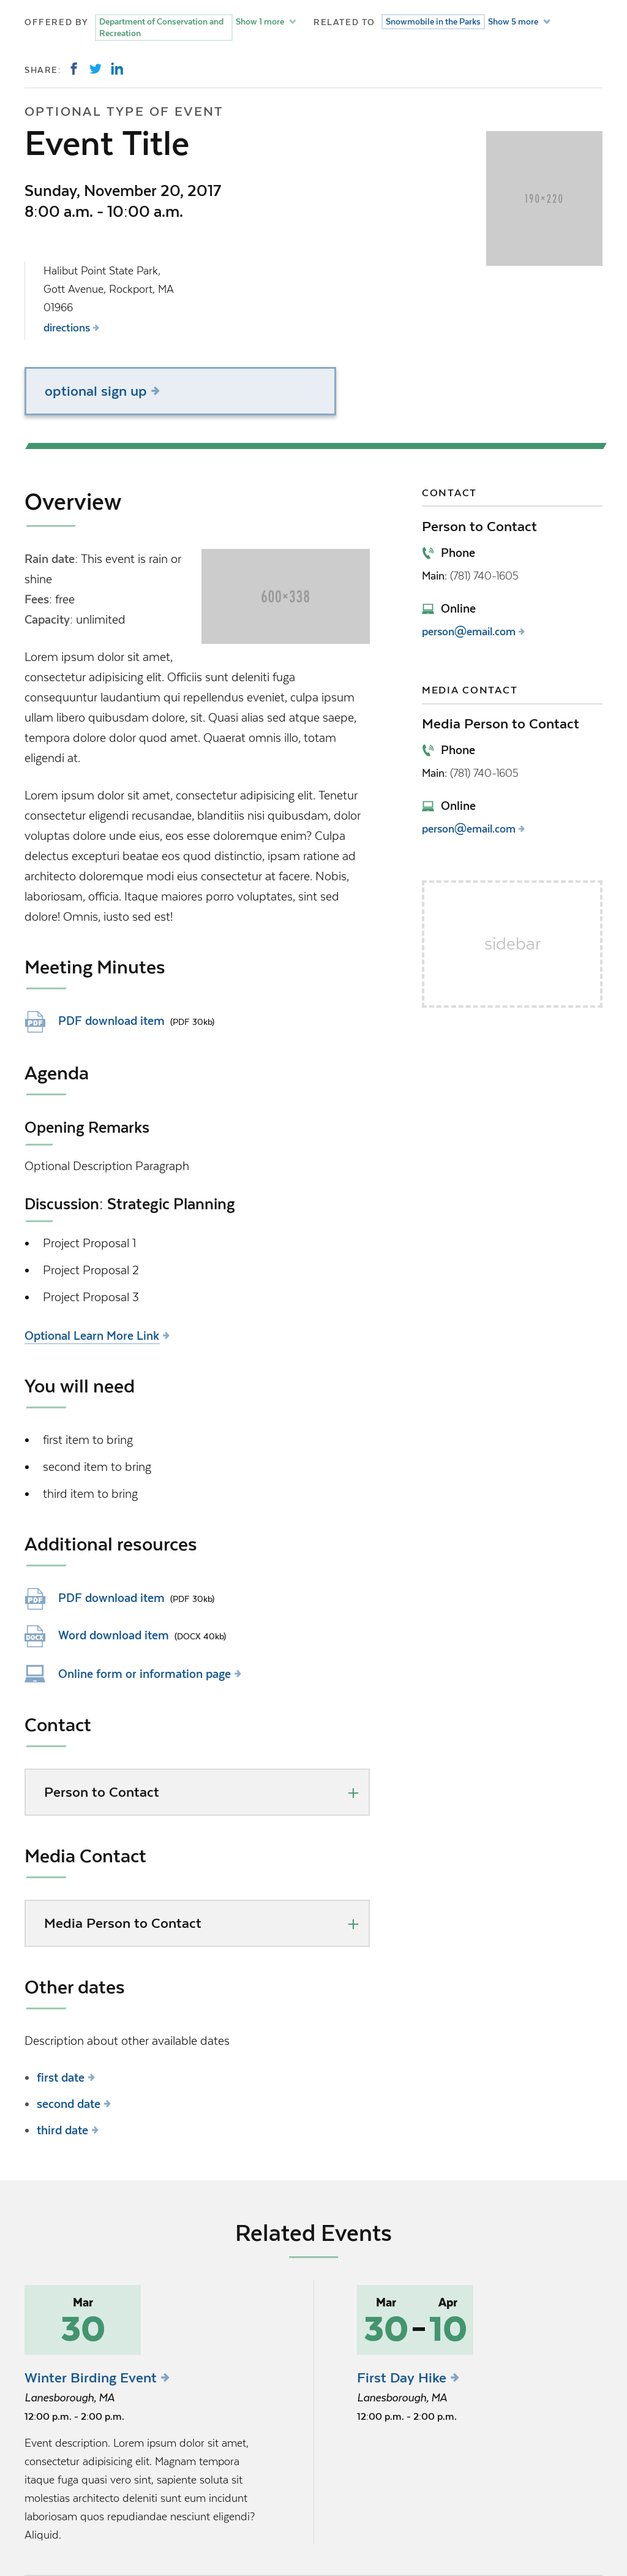 OFFERED BY
Department of Conservation and
Recreation
Show 1 more
RELATED TO
Snowmobile in the Parks
Show 5 more
SHARE:
OPTIONAL TYPE OF EVENT
Event Title
190×220
Sunday, November 20, 2017
8:00 a.m. - 10:00 a.m.
Halibut Point State Park,
Gott Avenue, Rockport, MA
01966
directions
optional sign up
Overview
Rain date: This event is rain or
shine
Fees: free
Capacity: unlimited
600×338
Lorem ipsum dolor sit amet,
consectetur adipisicing elit. Officiis sunt deleniti fuga
consequuntur laudantium qui repellendus eveniet, culpa ipsum
ullam libero quibusdam dolore, sit. Quasi alias sed atque saepe,
tempora dolore dolor quod amet. Quaerat omnis illo, totam
eligendi at.
Lorem ipsum dolor sit amet, consectetur adipisicing elit. Tenetur
consectetur eligendi recusandae, blanditiis nisi quibusdam, dolor
voluptas dolore unde eius, eos esse doloremque enim? Culpa
delectus excepturi beatae eos quod distinctio, ipsam ratione ad
architecto doloremque modi eius consectetur at facere. Nobis,
laboriosam, officia. Itaque maiores porro voluptates, sint sed
dolore! Omnis, iusto sed est!
CONTACT
Person to Contact
Phone
Main: (781) 740-1605
Online
person@email.com
MEDIA CONTACT
Media Person to Contact
Phone
Main: (781) 740-1605
Online
person@email.com
sidebar
Meeting Minutes
PDF
PDF download item (PDF 30kb)
Agenda
Opening Remarks
Optional Description Paragraph
Discussion: Strategic Planning
• Project Proposal 1
• Project Proposal 2
• Project Proposal 3
Optional Learn More Link
You will need
• first item to bring
• second item to bring
• third item to bring
Additional resources
PDF
PDF download item (PDF 30kb)
DOCX
Word download item (DOCX 40kb)
Online form or information page
Contact
Person to Contact
Media Contact
Media Person to Contact
Other dates
Description about other available dates
• first date
• second date
• third date
Related Events
Mar
30
Winter Birding Event
Lanesborough, MA
12:00 p.m. - 2:00 p.m.
Event description. Lorem ipsum dolor sit amet,
consectetur adipisicing elit. Magnam tempora
itaque fuga quasi vero sint, sapiente soluta sit
molestias architecto deleniti sunt eum incidunt
laboriosam quos repudiandae nesciunt eligendi?
Aliquid.
Mar Apr
30-10
First Day Hike
Lanesborough, MA
12:00 p.m. - 2:00 p.m.